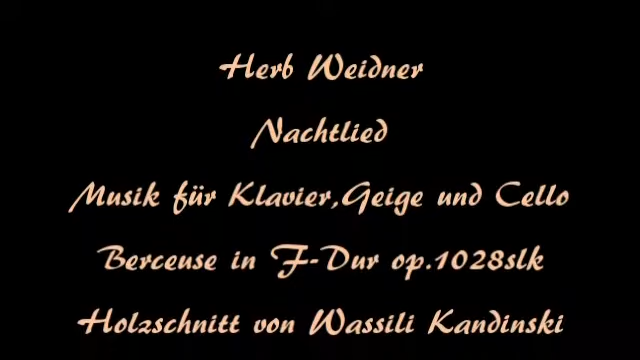 Herb Weidner
Nachtlied
Musik für Klavier,Geige und Cello
Berceuse in F-Dur op.1028slk
Holzschnitt von Wassili Kandinski